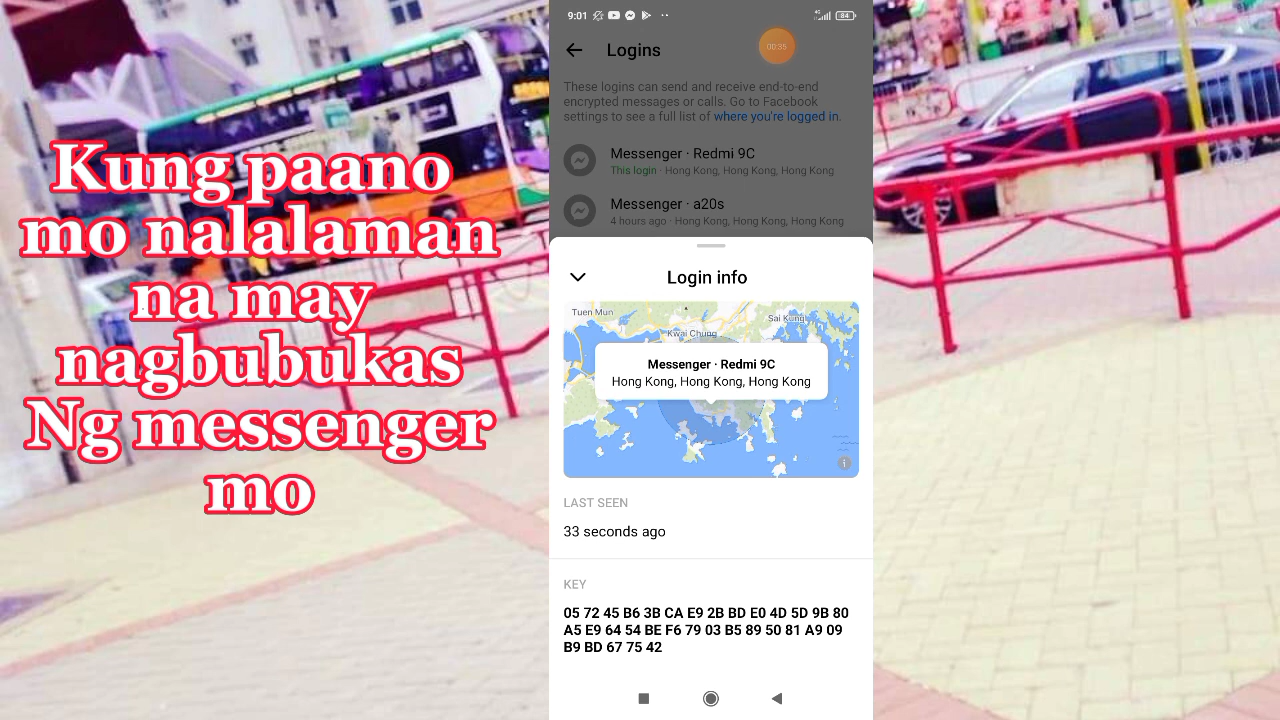 Kung paano
mo nalalaman
na may
nagbubukas
Ng messenger
mo
9:01
4G
84
Logins
00:35
These logins can send and receive end-to-end
encrypted messages or calls. Go to Facebook
settings to see a full list of where you're logged in.
Messenger · Redmi 9C
This login · Hong Kong, Hong Kong, Hong Kong
Messenger · a20s
4 hours ago · Hong Kong, Hong Kong, Hong Kong
Login info
Tuen Mun
Sai Kung
Kwai Chung
Messenger · Redmi 9C
Hong Kong, Hong Kong, Hong Kong
LAST SEEN
33 seconds ago
KEY
05 72 45 B6 3B CA E9 2B BD E0 4D 5D 9B 80
A5 E9 64 54 BE F6 79 03 B5 89 50 81 A9 09
B9 BD 67 75 42